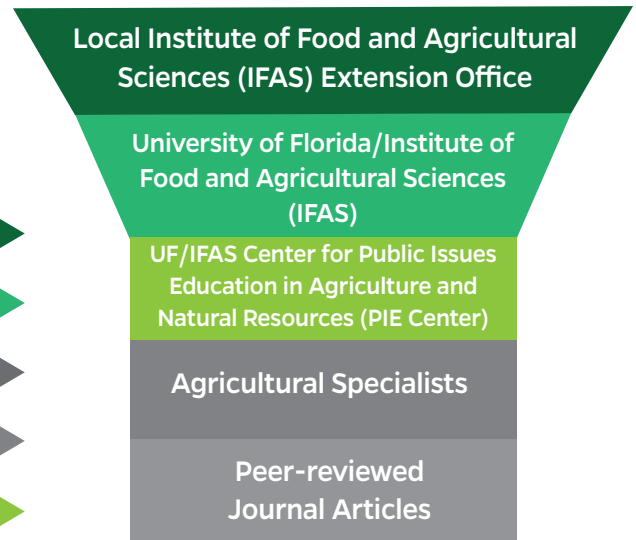 Local Institute of Food and Agricultural
Sciences (IFAS) Extension Office
University of Florida/Institute of
Food and Agricultural Sciences
(IFAS)
UF/IFAS Center for Public Issues
Education in Agriculture and
Natural Resources (PIE Center)
Agricultural Specialists
Peer-reviewed
Journal Articles